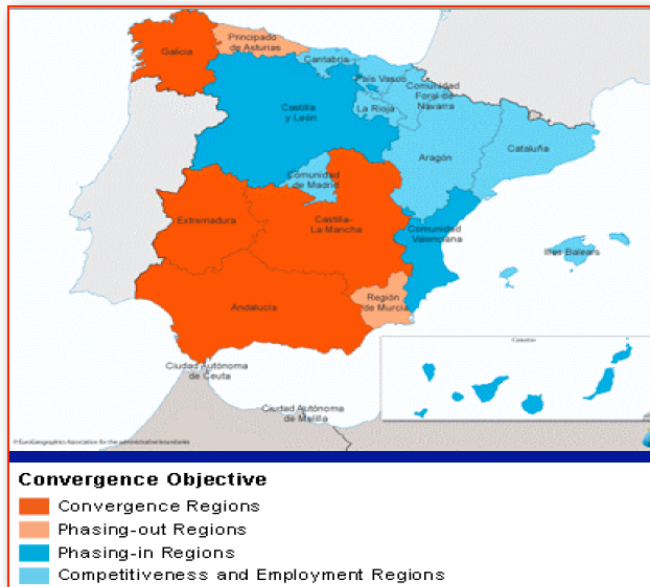 Galicia
Principado
de Asturias
Cantabria
País Vasco
Comunidad
Foral de
Navarra
La Rioja
Castilla
y León
Aragón
Cataluña
Comunidad
de Madrid
Extremadura
Castilla-
La Mancha
Comunidad
Valenciana
Illes Balears
Andalucía
Región
de Murcia
Canarias
Ciudad Autónoma
de Ceuta
Ciudad Autónoma
de Melilla
© EuroGeographics Association for the administrative boundaries
Convergence Objective
Convergence Regions
Phasing-out Regions
Phasing-in Regions
Competitiveness and Employment Regions